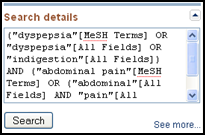 Search details
("dyspepsia"[MeSH Terms] OR
"dyspepsia"[All Fields] OR
"indigestion"[All Fields])
AND ("abdominal pain"[MeSH
Terms] OR ("abdominal"[All
Fields] AND "pain"[All
Search
See more...